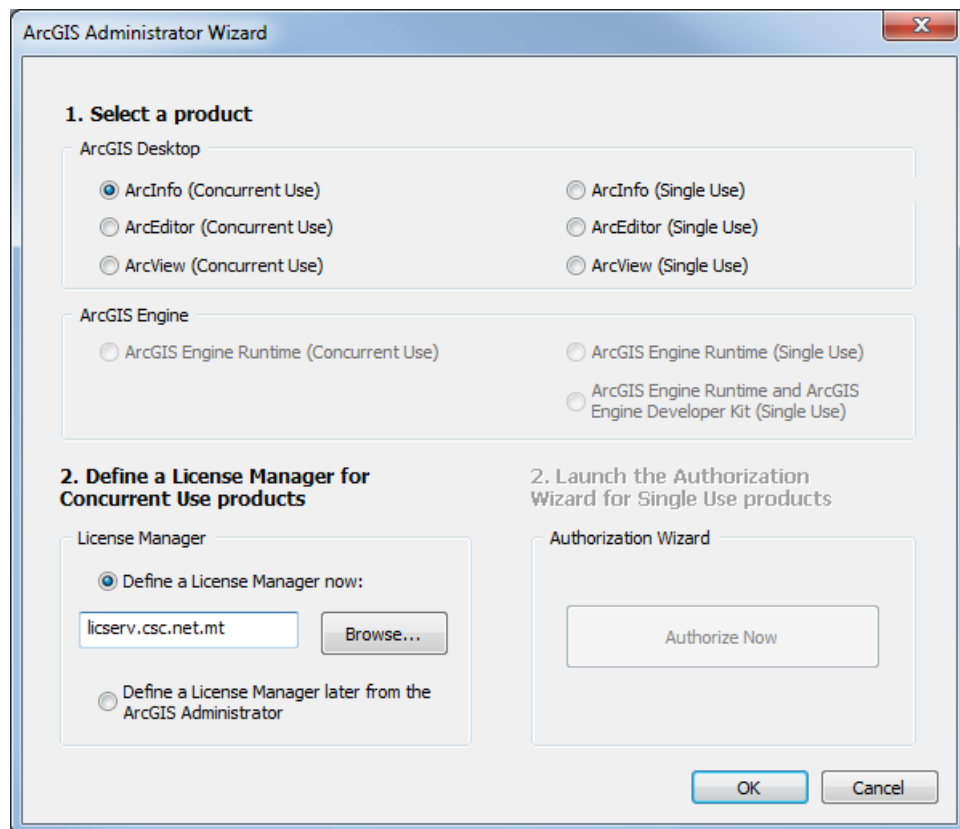 ArcGIS Administrator Wizard
1. Select a product
ArcGIS Desktop
ArcInfo (Concurrent Use)
ArcInfo (Single Use)
ArcEditor (Concurrent Use)
ArcEditor (Single Use)
ArcView (Concurrent Use)
ArcView (Single Use)
ArcGIS Engine
ArcGIS Engine Runtime (Concurrent Use)
ArcGIS Engine Runtime (Single Use)
ArcGIS Engine Runtime and ArcGIS
Engine Developer Kit (Single Use)
2. Define a License Manager for
Concurrent Use products
License Manager
Define a License Manager now:
licserv.csc.net.mt
Browse...
Define a License Manager later from the
ArcGIS Administrator
2. Launch the Authorization
Wizard for Single Use products
Authorization Wizard
Authorize Now
OK
Cancel